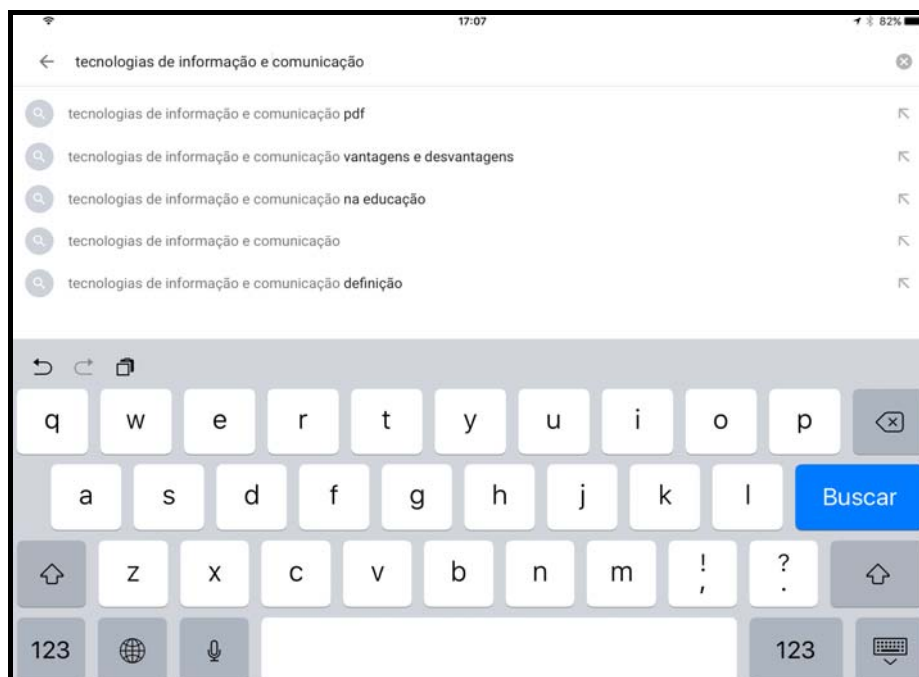 17:07
82%
tecnologias de informação e comunicação
tecnologias de informação e comunicação pdf
tecnologias de informação e comunicação vantagens e desvantagens
tecnologias de informação e comunicação na educação
tecnologias de informação e comunicação
tecnologias de informação e comunicação definição
q w e r t y u i o p
a s d f g h j k l Buscar
z x c v b n m ! , ? .
123 123